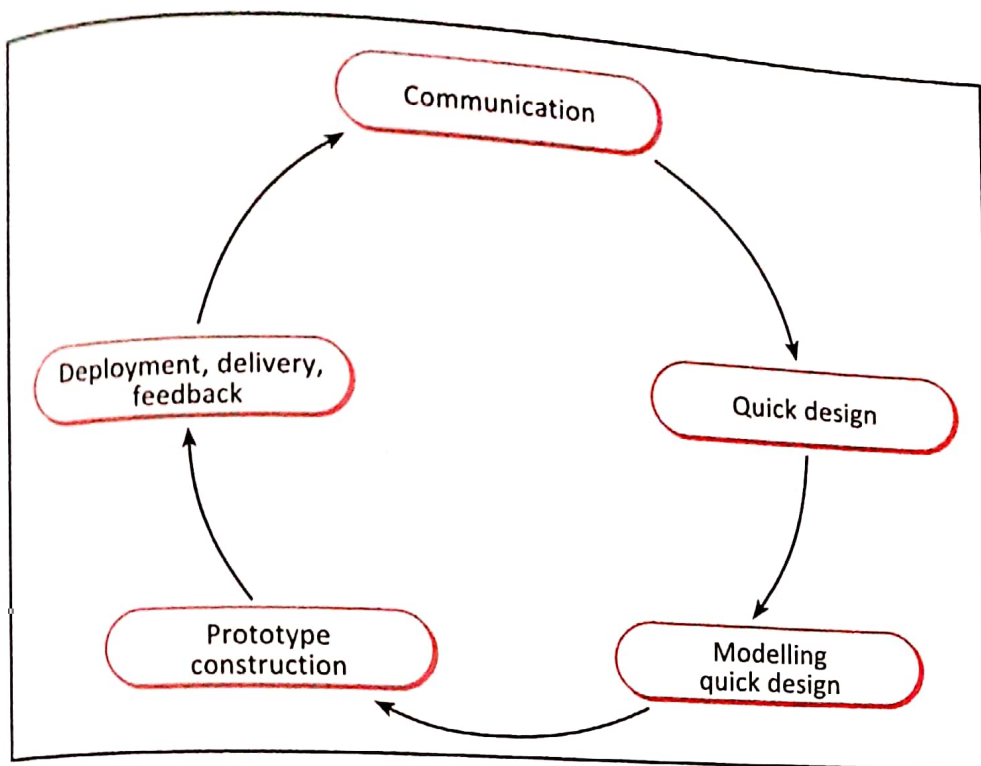 Communication
Quick design
Modelling
quick design
Prototype
construction
Deployment, delivery,
feedback